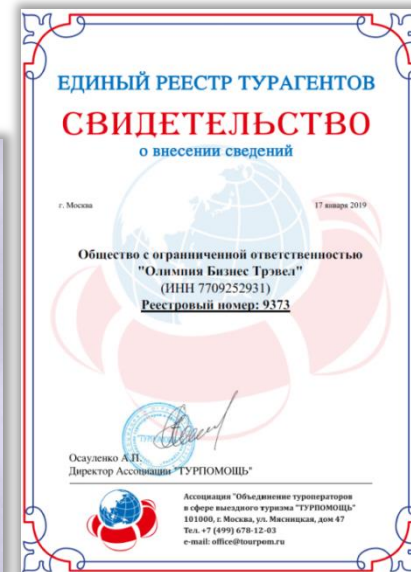 ЕДИНЫЙ РЕЕСТР ТУРАГЕНТОВ
СВИДЕТЕЛЬСТВО
о внесении сведений
г. Москва 17 января 2019
Общество с ограниченной ответственностью
"Олимпия Бизнес Трэвел"
(ИНН 7709252931)
Реестровый номер: 9373
Осауленко А.П.
Директор Ассоциации "ТУРПОМОЩЬ"
Ассоциация "Объединение туроператоров
в сфере выездного туризма "ТУРПОМОЩЬ"
101000, г. Москва, ул. Мясницкая, дом 47
Тел. +7 (499) 678-12-03
e-mail: office@tourpom.ru